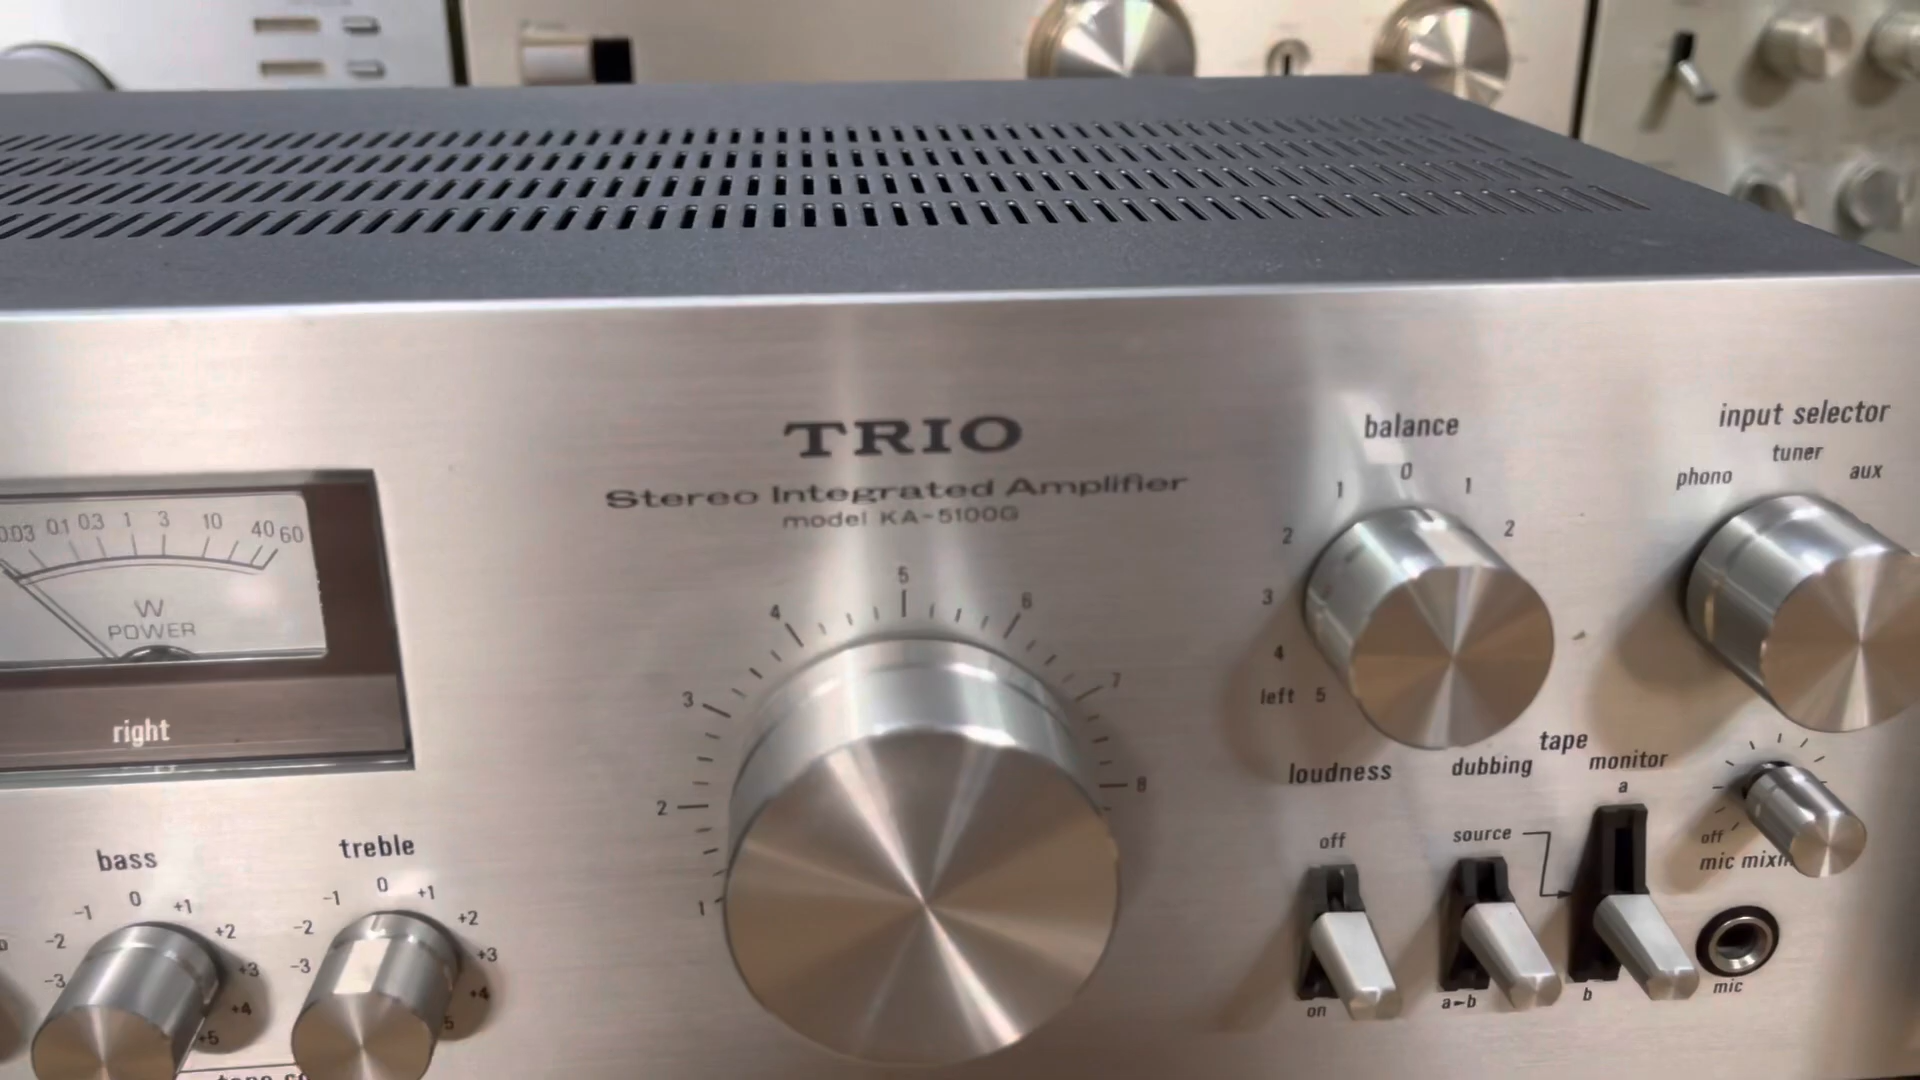 TRIO
Stereo Integrated Amplifier
model KA-5100G
0.03 0.1 0.3 1 3 10 40 60
W
POWER
right
bass
-3 -2 -1 0 +1 +2 +3 +4 +5
treble
-3 -2 -1 0 +1 +2 +3 +4 5
1 2 3 4 5 6 7 8
balance
left 5 4 3 2 1 0 1 2
input selector
phono tuner aux
loudness
off
on
tape
dubbing monitor
source
a
a-b
b
off
mic
mic